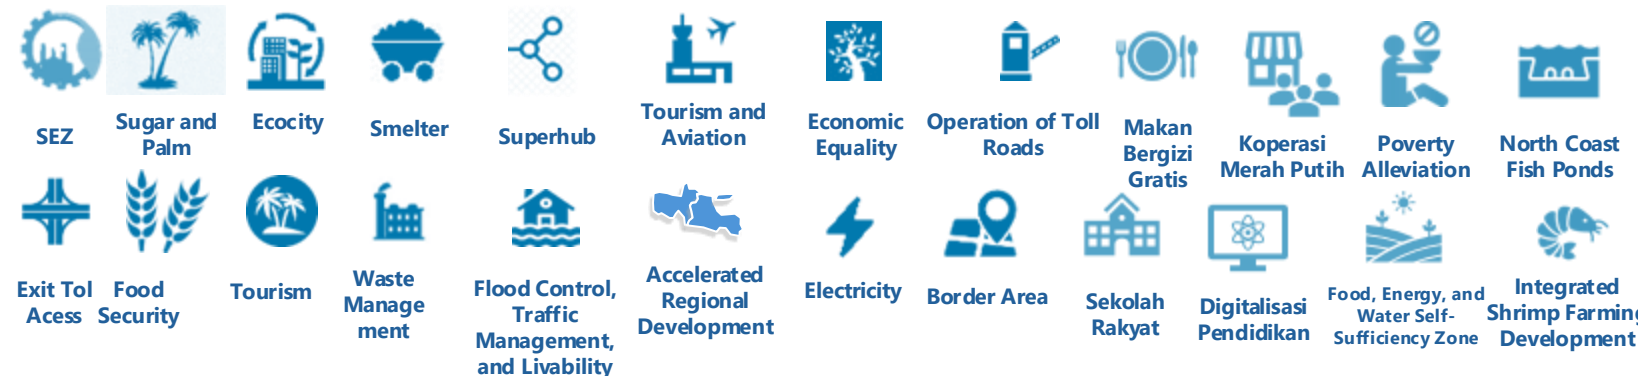 SEZ
Sugar and
Palm
Ecocity
Smelter
Superhub
Tourism and
Aviation
Economic
Equality
Operation of Toll
Roads
Makan
Bergizi
Gratis
Koperasi
Merah Putih
Poverty
Alleviation
North Coast
Fish Ponds
Exit Tol
Acess
Food
Security
Tourism
Waste
Manage
ment
Flood Control,
Traffic
Management,
and Livability
Accelerated
Regional
Development
Electricity
Border Area
Sekolah
Rakyat
Digitalisasi
Pendidikan
Food, Energy, and
Water Self-
Sufficiency Zone
Integrated
Shrimp Farming
Development